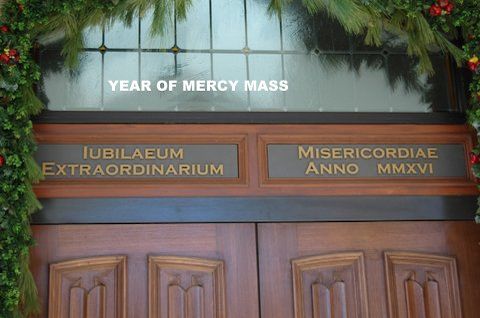 YEAR OF MERCY MASS
IUBILAEUM
EXTRAORDINARIUM
MISERICORDIAE
ANNO MMXVI